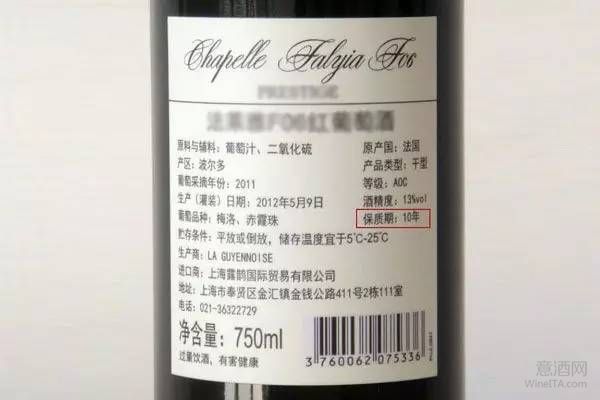 Chapelle Falyia F06
PRESTIGE
法莱雅F06红葡萄酒
原料与辅料：葡萄汁、二氧化硫 原产国：法国
产区：波尔多 产品类型：干型
葡萄采摘年份：2011 等级：AOC
生产（灌装）日期：2012年5月9日 酒精度：13%vol
葡萄品种：梅洛、赤霞珠 保质期：10年
贮存条件：平放或倒放，储存温度宜于5℃-25℃
生产商：LA GUYENNOISE
进口商：上海露鹊国际贸易有限公司
地址：上海市奉贤区金汇镇金钱公路411号2栋111室
电话：021-36322729
净含量：750ml
过量饮酒，有害健康
3 760062 075336
意酒网
WineITA.com